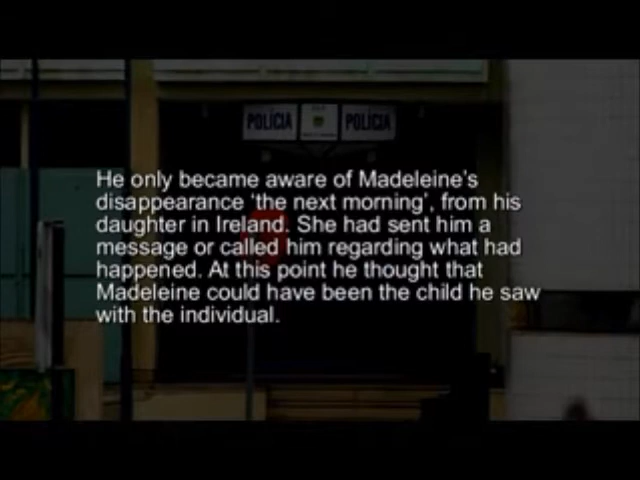 POLÍCIA POLÍCIA
He only became aware of Madeleine's
disappearance 'the next morning', from his
daughter in Ireland. She had sent him a
message or called him regarding what had
happened. At this point he thought that
Madeleine could have been the child he saw
with the individual.